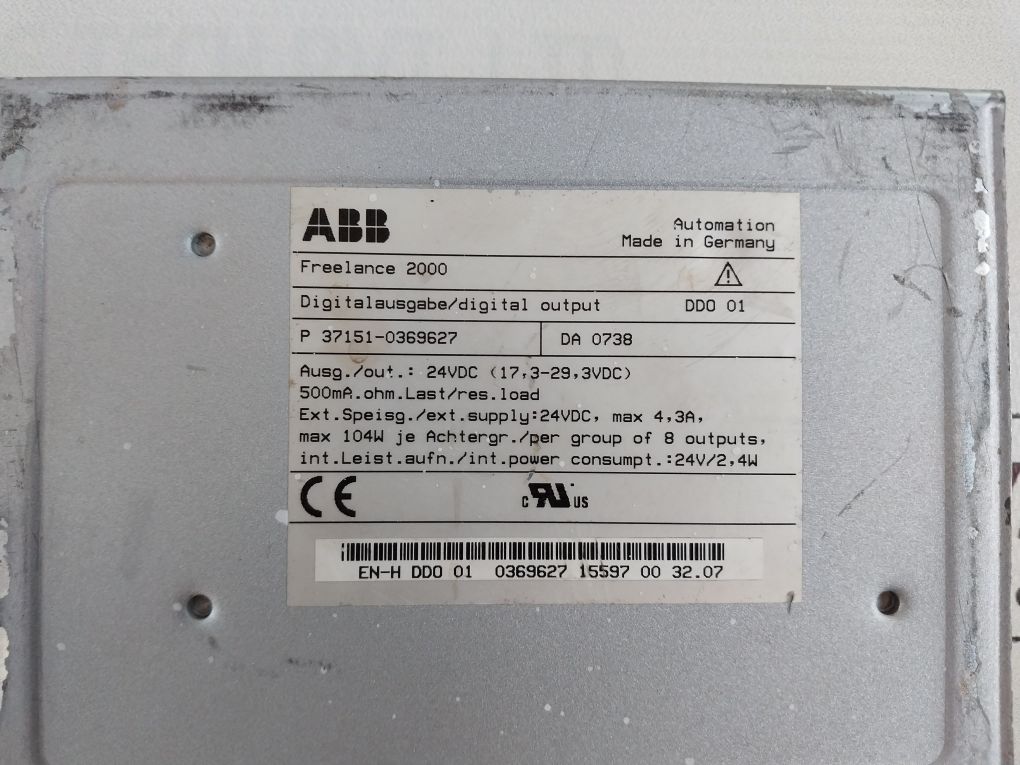 ABB
Automation
Made in Germany
Freelance 2000
Digitalausgabe/digital output DDO 01
P 37151-0369627 DA 0738
Ausg./out.: 24VDC (17,3-29,3VDC)
500mA.ohm.Last/res.load
Ext.Speisg./ext.supply:24VDC, max 4,3A,
max 104W je Achtergr./per group of 8 outputs,
int.Leist.aufn./int.power consumpt.:24V/2,4W
CE
c RU US
EN-H DDO 01 0369627 15597 00 32.07